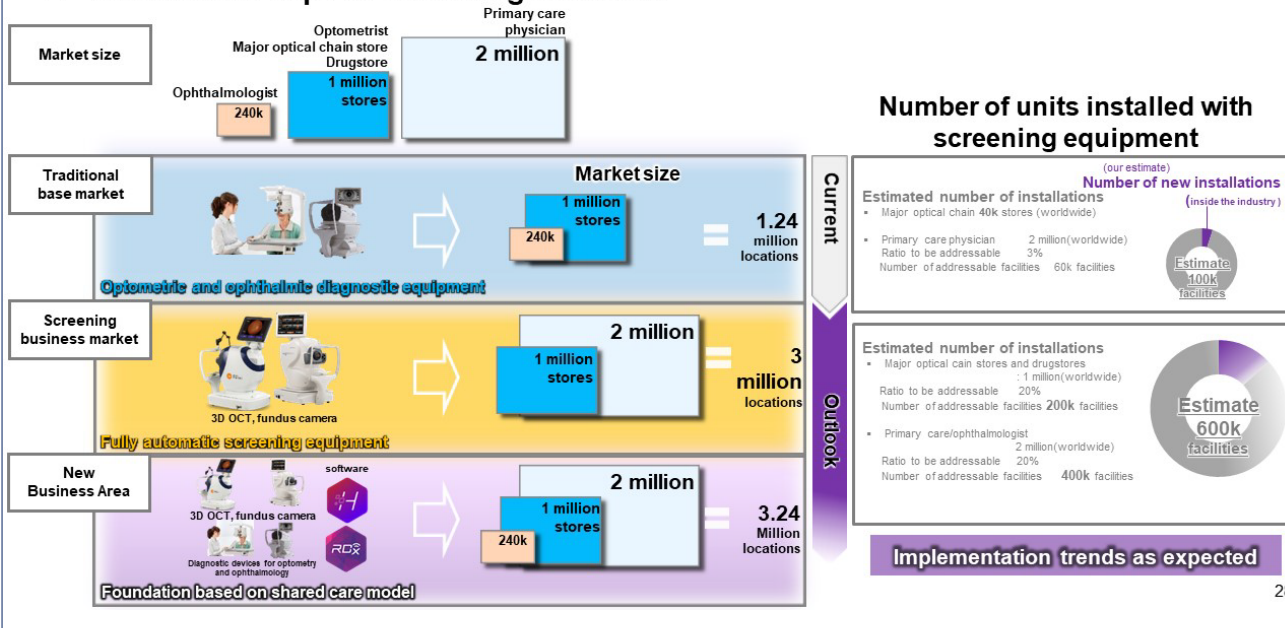 Primary care
physician
Optometrist
Major optical chain store
Drugstore
Ophthalmologist
Market size
240k
1 million
stores
2 million
Traditional
base market
Market size
1 million
stores
240k
1.24
million
locations
Optometric and ophthalmic diagnostic equipment
Screening
business market
3D OCT, fundus camera
2 million
1 million
stores
3
million
locations
Fully automatic screening equipment
New
Business Area
software
3D OCT, fundus camera
H
RDx
Diagnostic devices for optometry
and ophthalmology
2 million
1 million
stores
240k
3.24
Million
locations
Foundation based on shared care model
Current
Outlook
Number of units installed with
screening equipment
(our estimate)
Number of new installations
(inside the industry )
Estimated number of installations
▪ Major optical chain 40k stores (worldwide)
▪ Primary care physician 2 million(worldwide)
Ratio to be addressable 3%
Number of addressable facilities 60k facilities
Estimate
100k
facilities
Estimated number of installations
▪ Major optical cain stores and drugstores
: 1 million(worldwide)
Ratio to be addressable 20%
Number of addressable facilities 200k facilities
▪ Primary care/ophthalmologist
2 million(worldwide)
Ratio to be addressable 20%
Number of addressable facilities 400k facilities
Estimate
600k
facilities
Implementation trends as expected